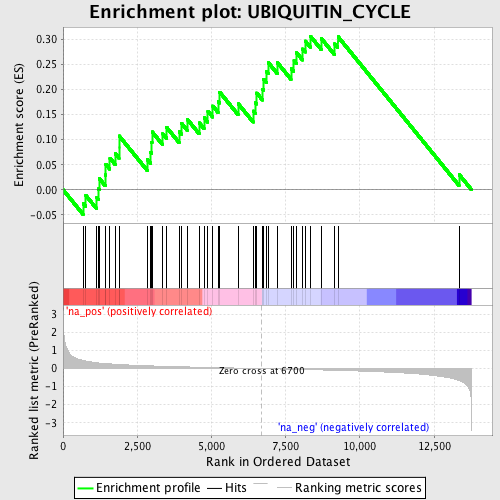 Enrichment plot: UBIQUITIN_CYCLE
Enrichment score (ES)
0.30
0.25
0.20
0.15
0.10
0.05
0.00
-0.05
'na_pos' (positively correlated)
Ranked list metric (PreRanked)
3
2
1
0
-1
-2
-3
Zero cross at 6700
'na_neg' (negatively correlated)
0
2,500
5,000
7,500
10,000
12,500
Rank in Ordered Dataset
Enrichment profile
Hits
Ranking metric scores